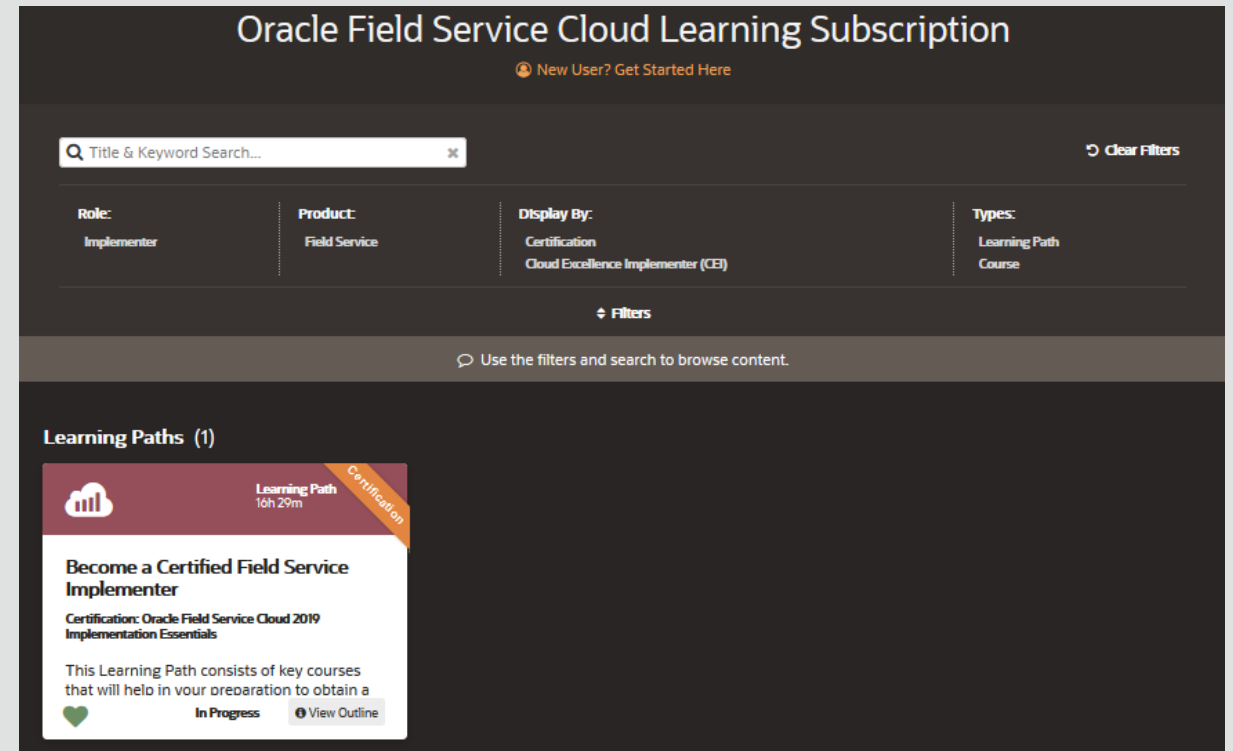 Oracle Field Service Cloud Learning Subscription
New User? Get Started Here
Title & Keyword Search...
Clear Filters
Role:
Implementer
Product:
Field Service
Display By:
Certification
Cloud Excellence Implementer (CEI)
Types:
Learning Path
Course
Filters
Use the filters and search to browse content.
Learning Paths (1)
Learning Path
16h 29m
Certification
Become a Certified Field Service
Implementer
Certification: Oracle Field Service Cloud 2019
Implementation Essentials
This Learning Path consists of key courses
that will help in your preparation to obtain a
In Progress
View Outline